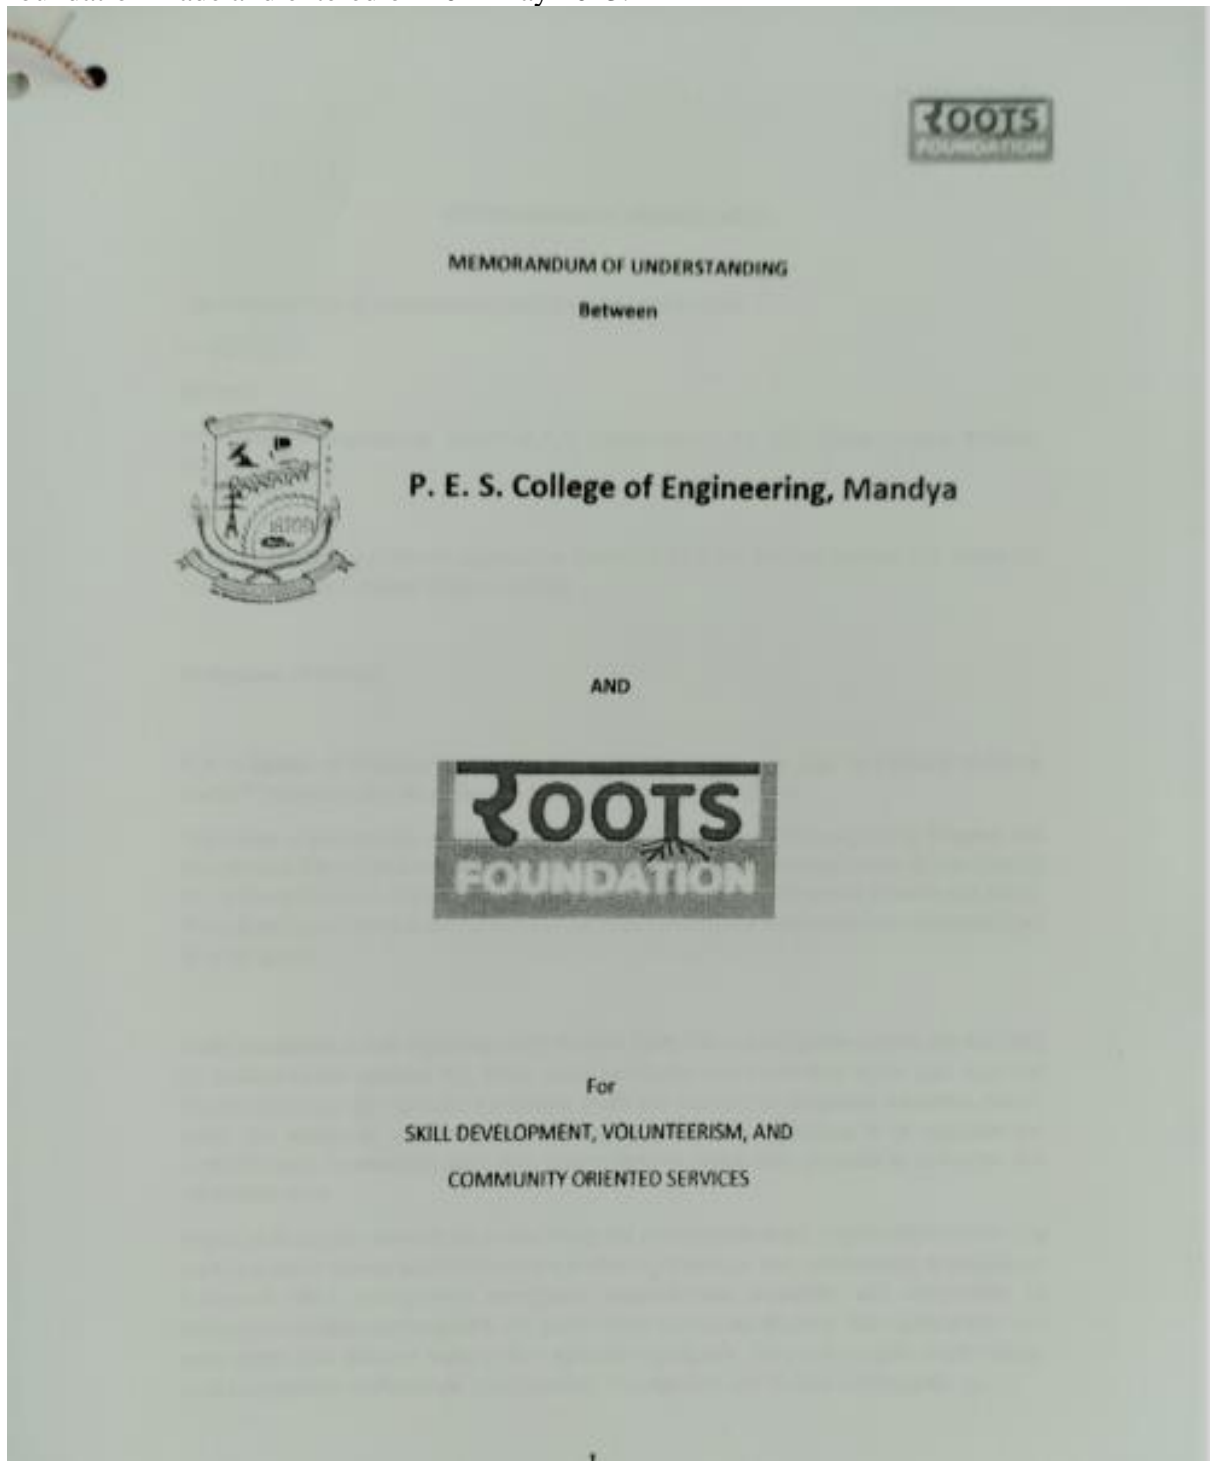 ROOTS
FOUNDATION
MEMORANDUM OF UNDERSTANDING
Between
P. E. S. College of Engineering, Mandya
AND
ROOTS
FOUNDATION
For
SKILL DEVELOPMENT, VOLUNTEERISM, AND
COMMUNITY ORIENTED SERVICES
1